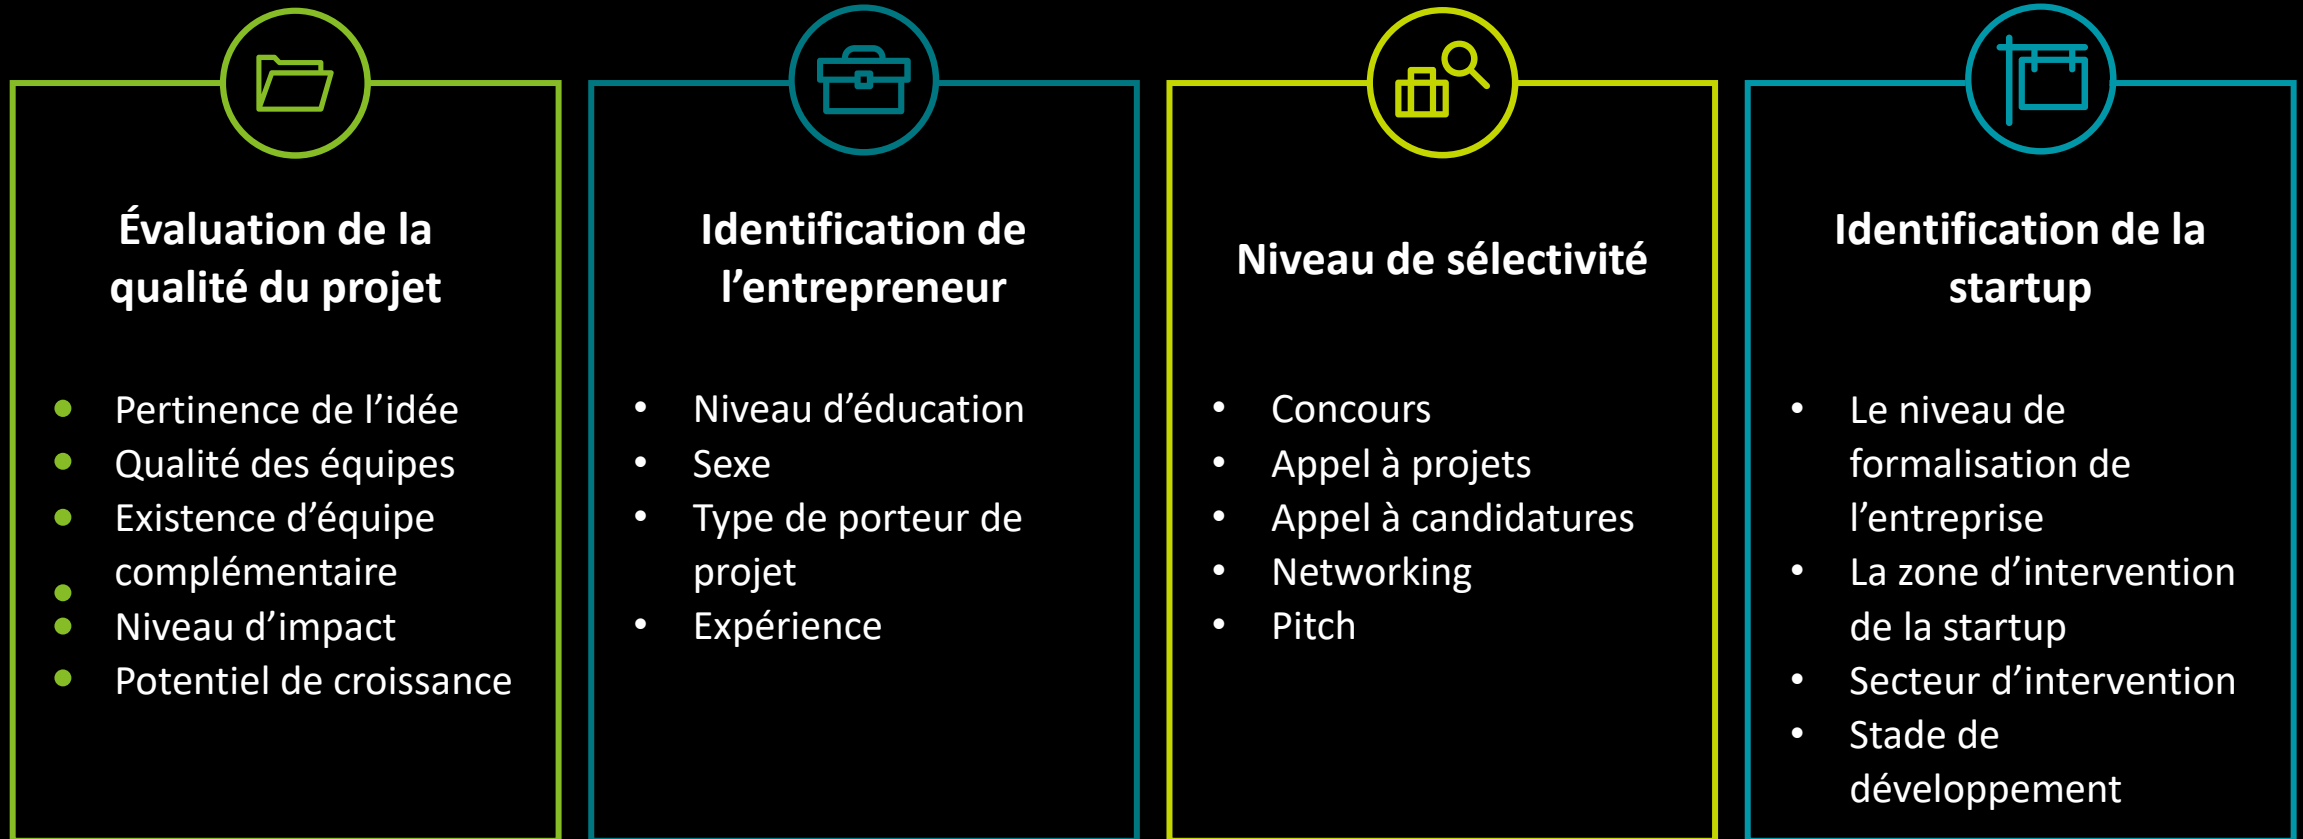 Évaluation de la
qualité du projet
• Pertinence de l’idée
• Qualité des équipes
• Existence d’équipe
complémentaire
•
• Niveau d’impact
• Potentiel de croissance
Identification de
l’entrepreneur
• Niveau d’éducation
• Sexe
• Type de porteur de
projet
• Expérience
Niveau de sélectivité
• Concours
• Appel à projets
• Appel à candidatures
• Networking
• Pitch
Identification de la
startup
• Le niveau de
formalisation de
l’entreprise
• La zone d’intervention
de la startup
• Secteur d’intervention
• Stade de
développement